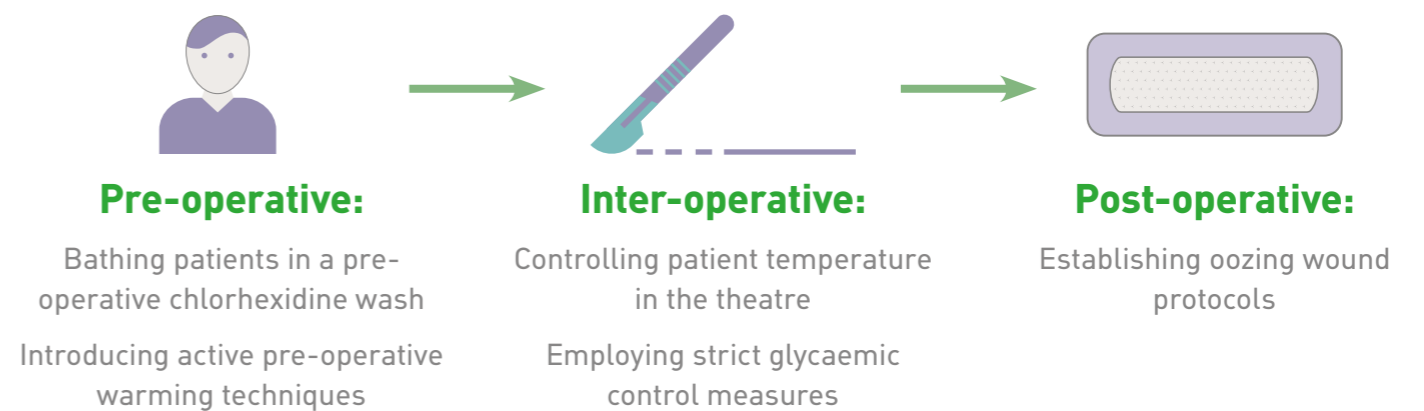 Pre-operative:
Bathing patients in a pre-
operative chlorhexidine wash
Introducing active pre-operative
warming techniques
Inter-operative:
Controlling patient temperature
in the theatre
Employing strict glycaemic
control measures
Post-operative:
Establishing oozing wound
protocols